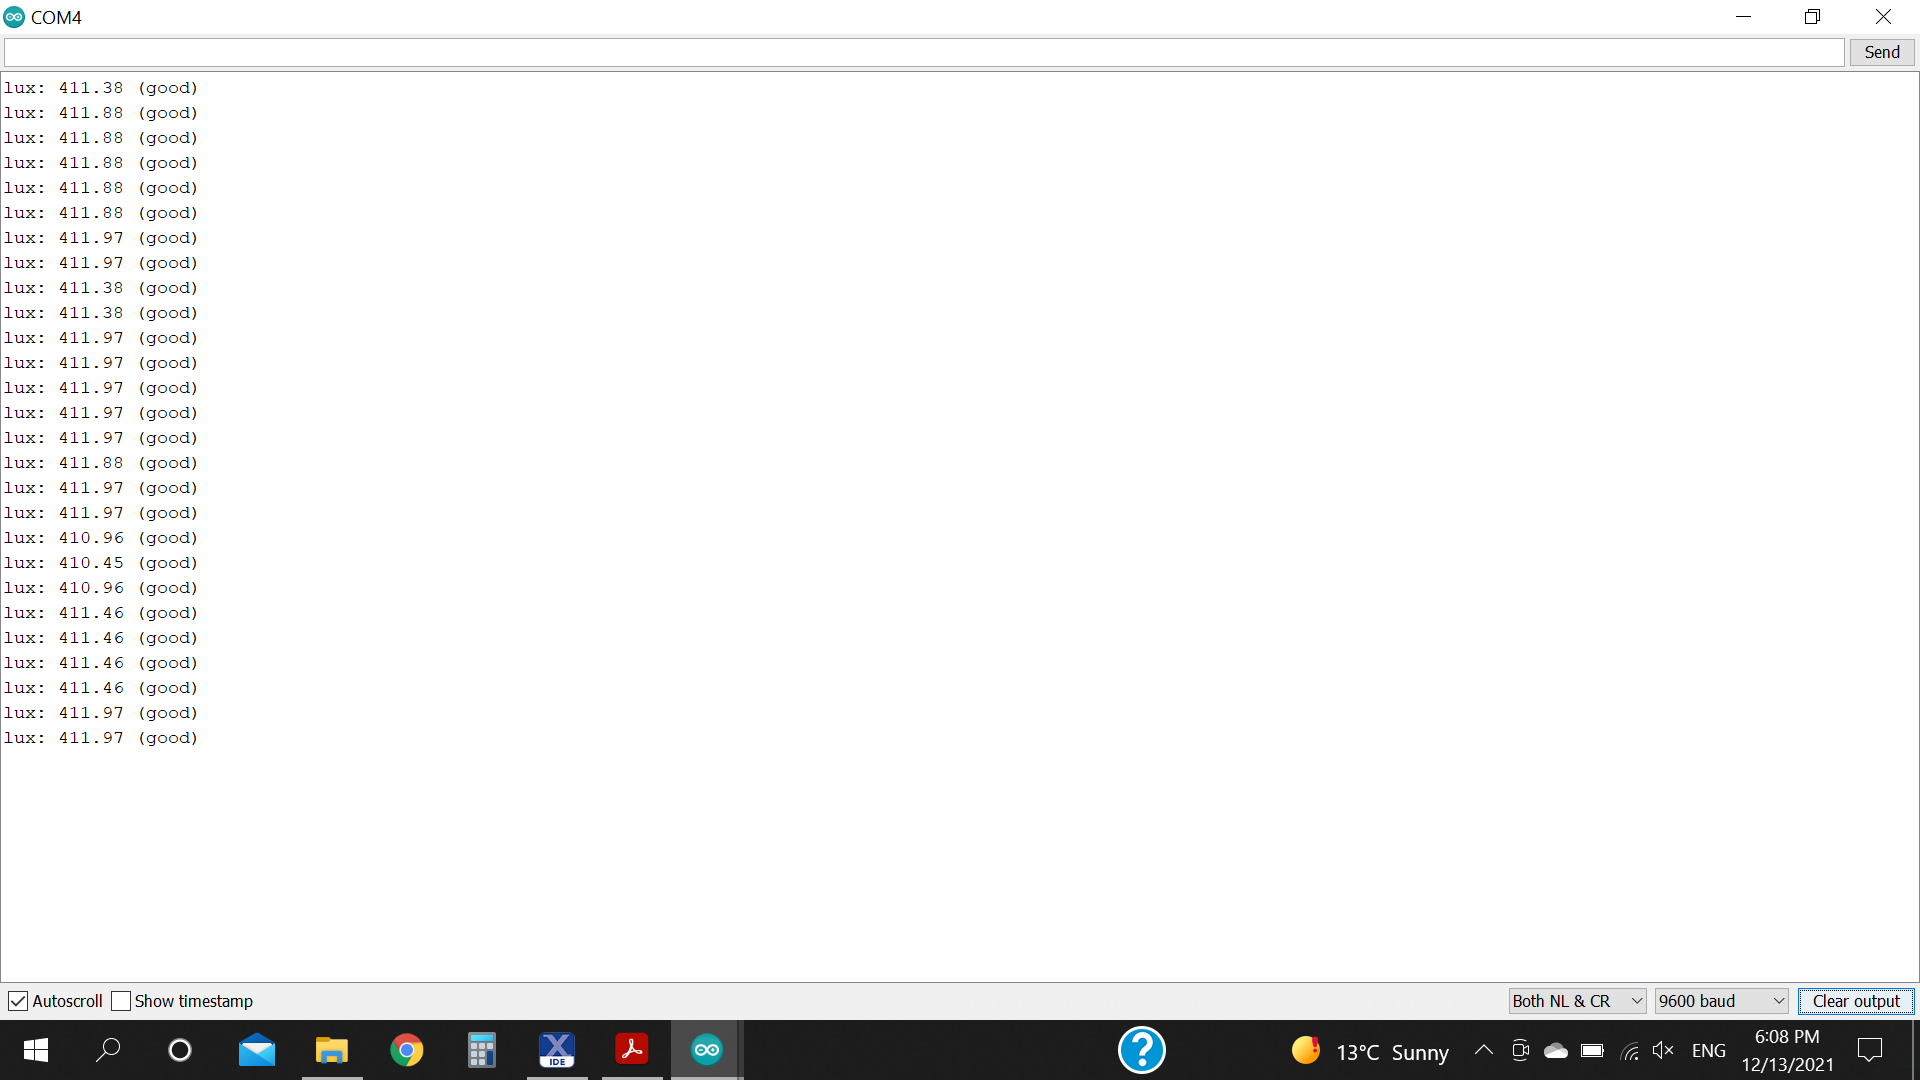 COM4
Send
lux: 411.38 (good)
lux: 411.88 (good)
lux: 411.88 (good)
lux: 411.88 (good)
lux: 411.88 (good)
lux: 411.88 (good)
lux: 411.97 (good)
lux: 411.97 (good)
lux: 411.38 (good)
lux: 411.38 (good)
lux: 411.97 (good)
lux: 411.97 (good)
lux: 411.97 (good)
lux: 411.97 (good)
lux: 411.97 (good)
lux: 411.88 (good)
lux: 411.97 (good)
lux: 411.97 (good)
lux: 410.96 (good)
lux: 410.45 (good)
lux: 410.96 (good)
lux: 411.46 (good)
lux: 411.46 (good)
lux: 411.46 (good)
lux: 411.46 (good)
lux: 411.97 (good)
lux: 411.97 (good)
Autoscroll Show timestamp Both NL & CR 9600 baud Clear output
X IDE
?
13°C Sunny
ENG
6:08 PM
12/13/2021